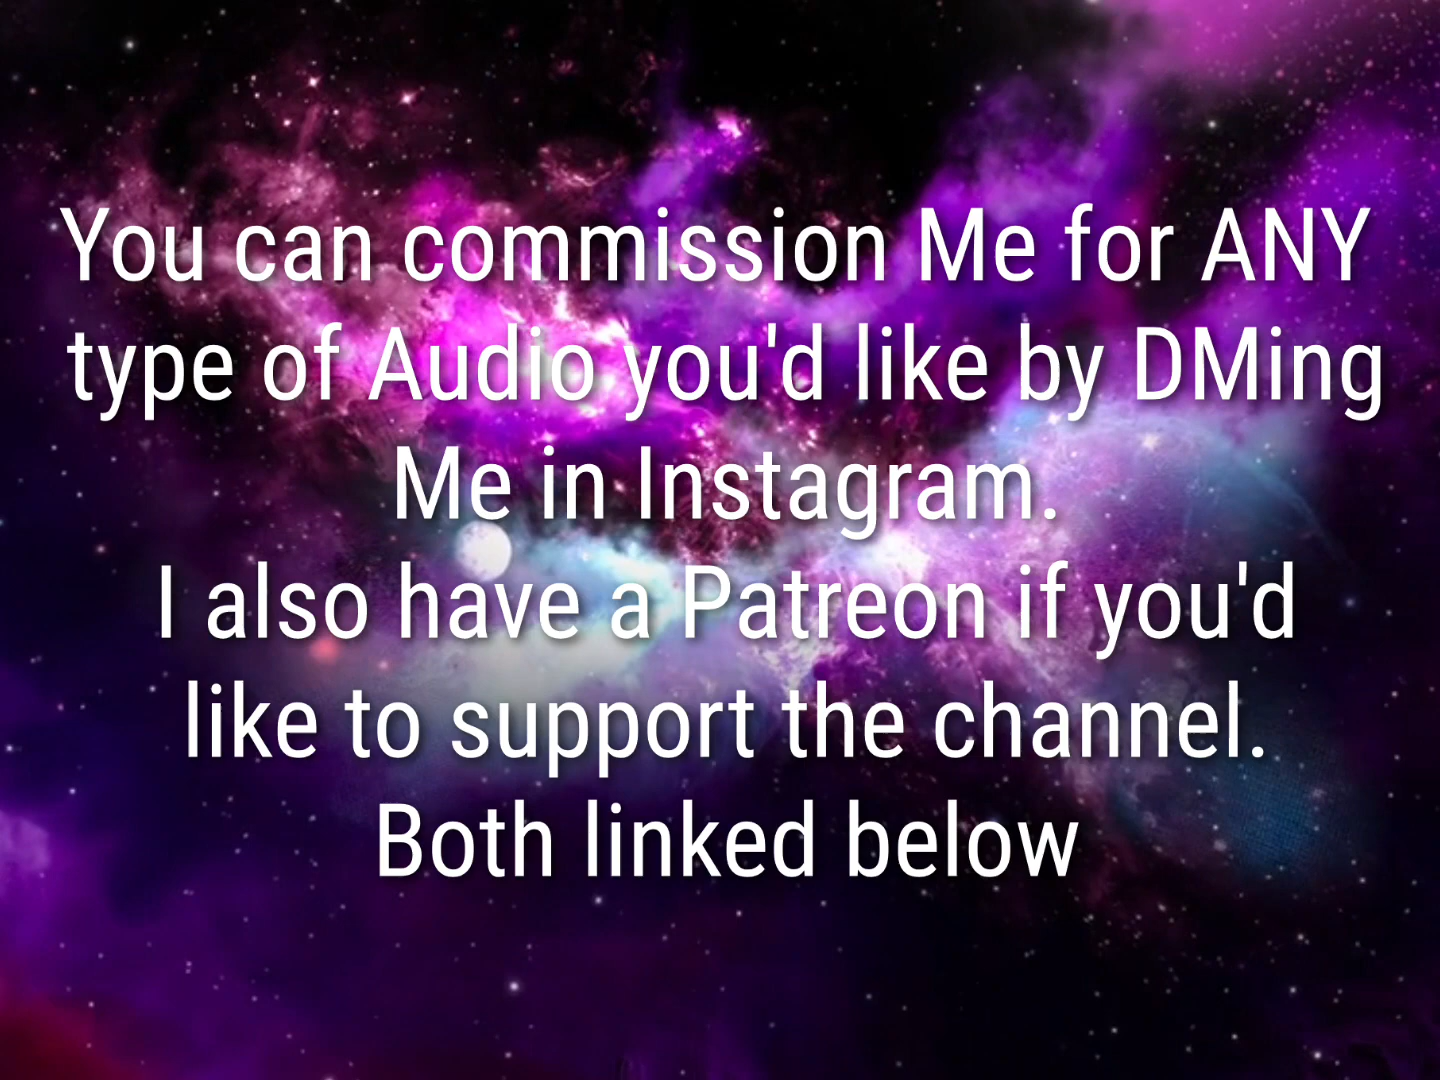 You can commission Me for ANY
type of Audio you'd like by DMing
Me in Instagram.
I also have a Patreon if you'd
like to support the channel.
Both linked below